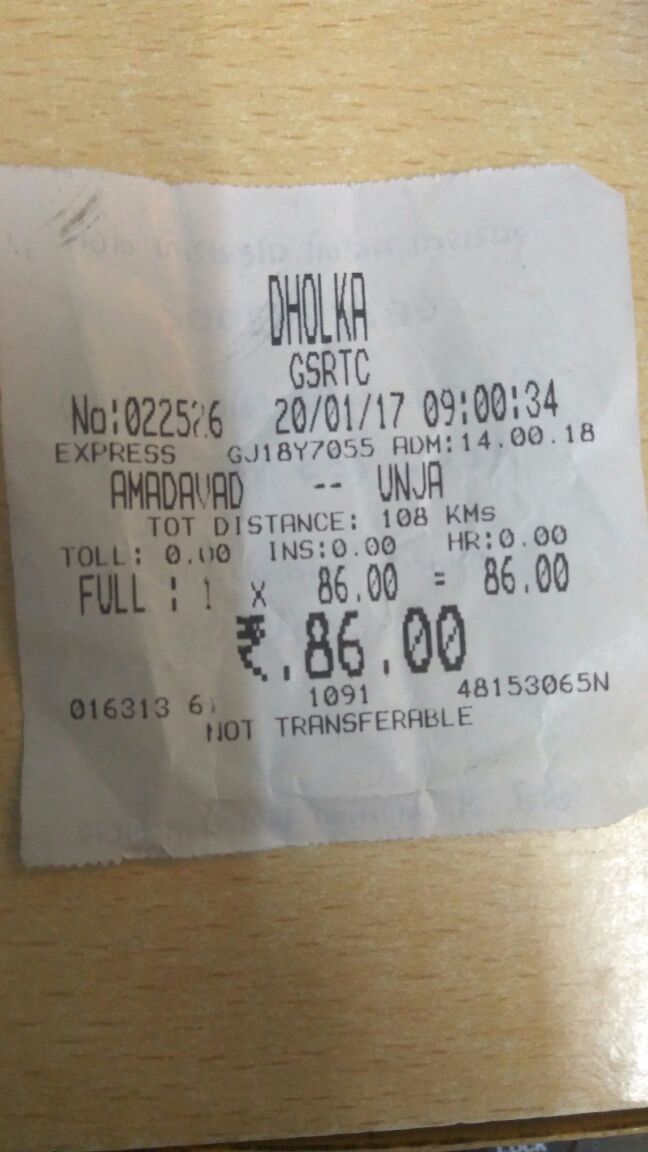 DHOLKA
GSRTC
No:022526 20/01/17 09:00:34
EXPRESS GJ18Y7055 ADM:14.00.18
AMADAVAD -- UNJA
TOT DISTANCE: 108 KMs
TOLL: 0.00 INS:0.00 HR:0.00
FULL : 1 x 86.00 = 86.00
₹.86.00
016313 1091 48153065N
NOT TRANSFERABLE